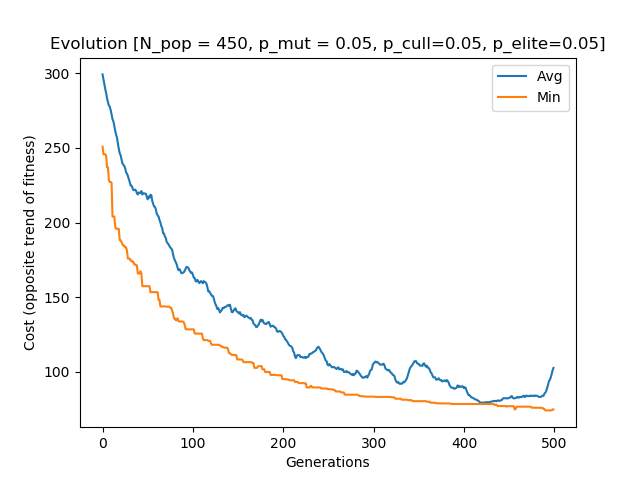 Evolution [N_pop = 450, p_mut = 0.05, p_cull=0.05, p_elite=0.05]
300
250
200
150
100
Cost (opposite trend of fitness)
Avg
Min
0 100 200 300 400 500
Generations